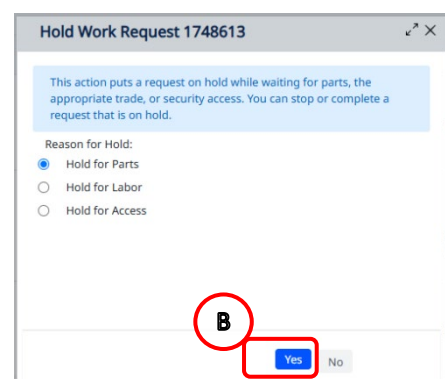 Hold Work Request 1748613
This action puts a request on hold while waiting for parts, the
appropriate trade, or security access. You can stop or complete a
request that is on hold.
Reason for Hold:
Hold for Parts
Hold for Labor
Hold for Access
B
Yes No